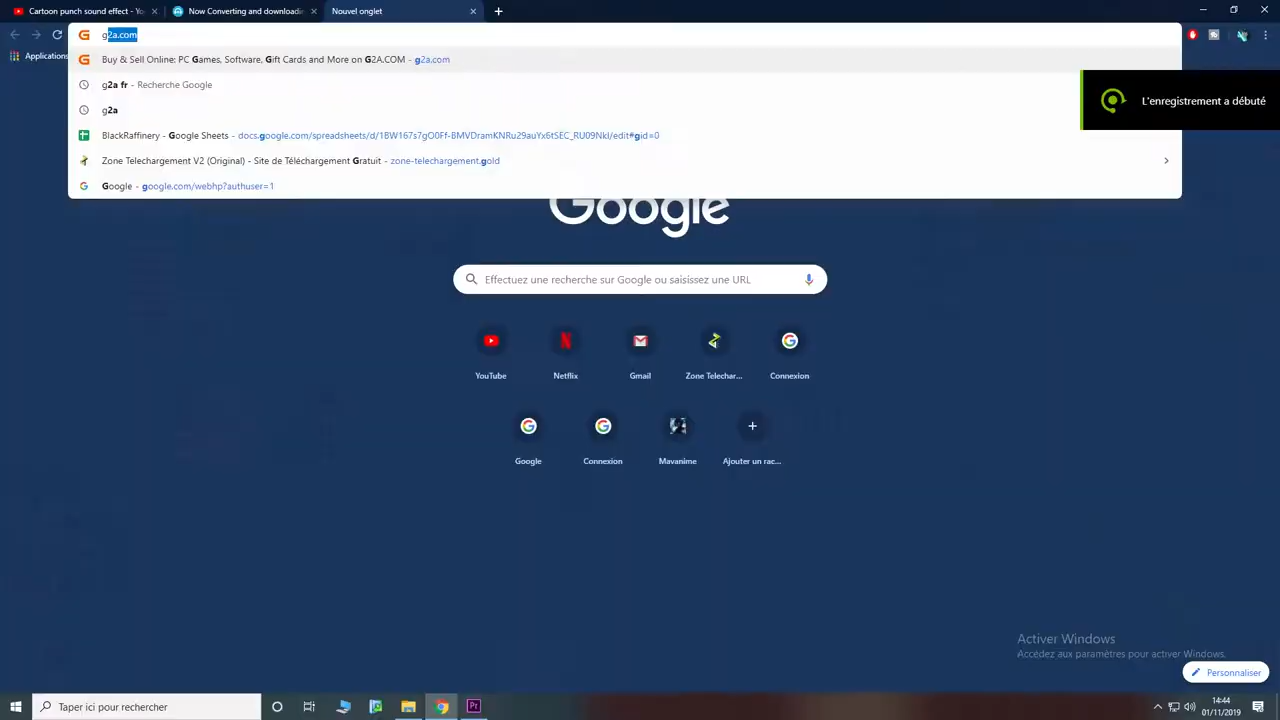 Cartoon punch sound effect - Yo
Now Converting and downloadin
Nouvel onglet
g2a.com
Applications
Buy & Sell Online: PC Games, Software, Gift Cards and More on G2A.COM - g2a.com
g2a fr - Recherche Google
g2a
BlackRaffinery - Google Sheets - docs.google.com/spreadsheets/d/1BW167s7gO0Ff-BMVDramKNRu29auYx6tSEC_RU09NkI/edit#gid=0
Zone Telechargement V2 (Original) - Site de Téléchargement Gratuit - zone-telechargement.gold
Google - google.com/webhp?authuser=1
L'enregistrement a débuté
Google
Effectuez une recherche sur Google ou saisissez une URL
YouTube
Netflix
Gmail
Zone Telechar...
Connexion
Google
Connexion
Mavanime
Ajouter un rac...
Activer Windows
Accédez aux paramètres pour activer Windows.
Personnaliser
Taper ici pour rechercher
Pr
14:44
01/11/2019